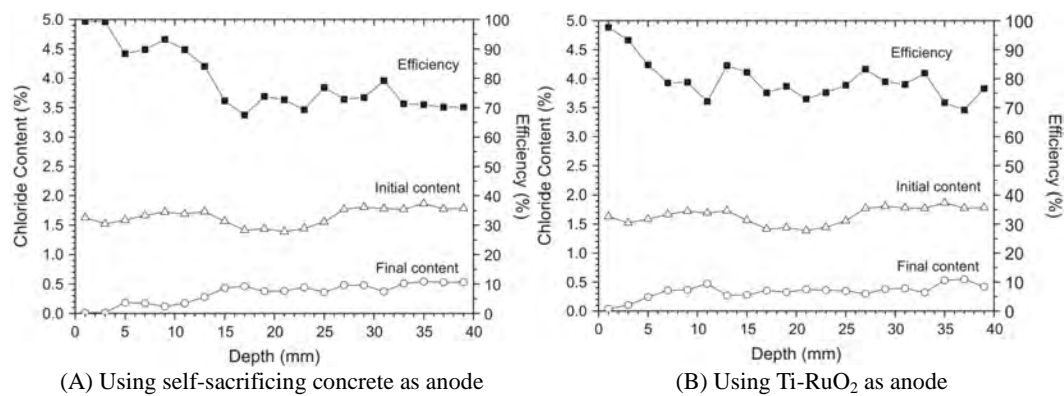 5.0
4.5
4.0
3.5
3.0
2.5
2.0
1.5
1.0
0.5
0.0
Chloride Content (%)
100
90
80
70
60
50
40
30
20
10
0
Efficiency (%)
Efficiency
Initial content
Final content
0 5 10 15 20 25 30 35 40
Depth (mm)
(A) Using self-sacrificing concrete as anode
5.0
4.5
4.0
3.5
3.0
2.5
2.0
1.5
1.0
0.5
0.0
Chloride Content (%)
100
90
80
70
60
50
40
30
20
10
0
Efficiency (%)
Efficiency
Initial content
Final content
0 5 10 15 20 25 30 35 40
Depth (mm)
(B) Using Ti-RuO₂ as anode